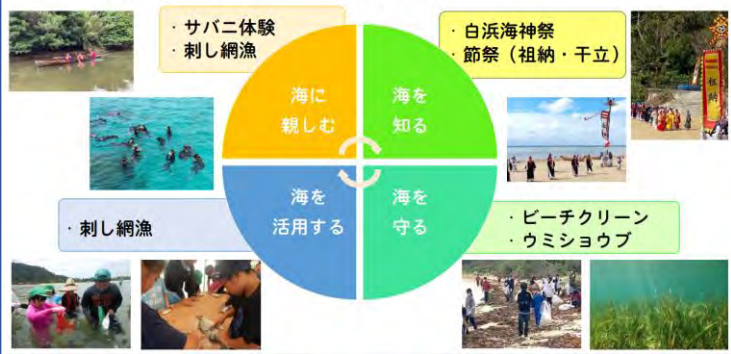 ・サバニ体験
・刺し網漁
・白浜海神祭
・節祭（祖納・干立）
海に
親しむ
海を
知る
海を
活用する
海を
守る
・刺し網漁
・ビーチクリーン
・ウミショウブ
祖納